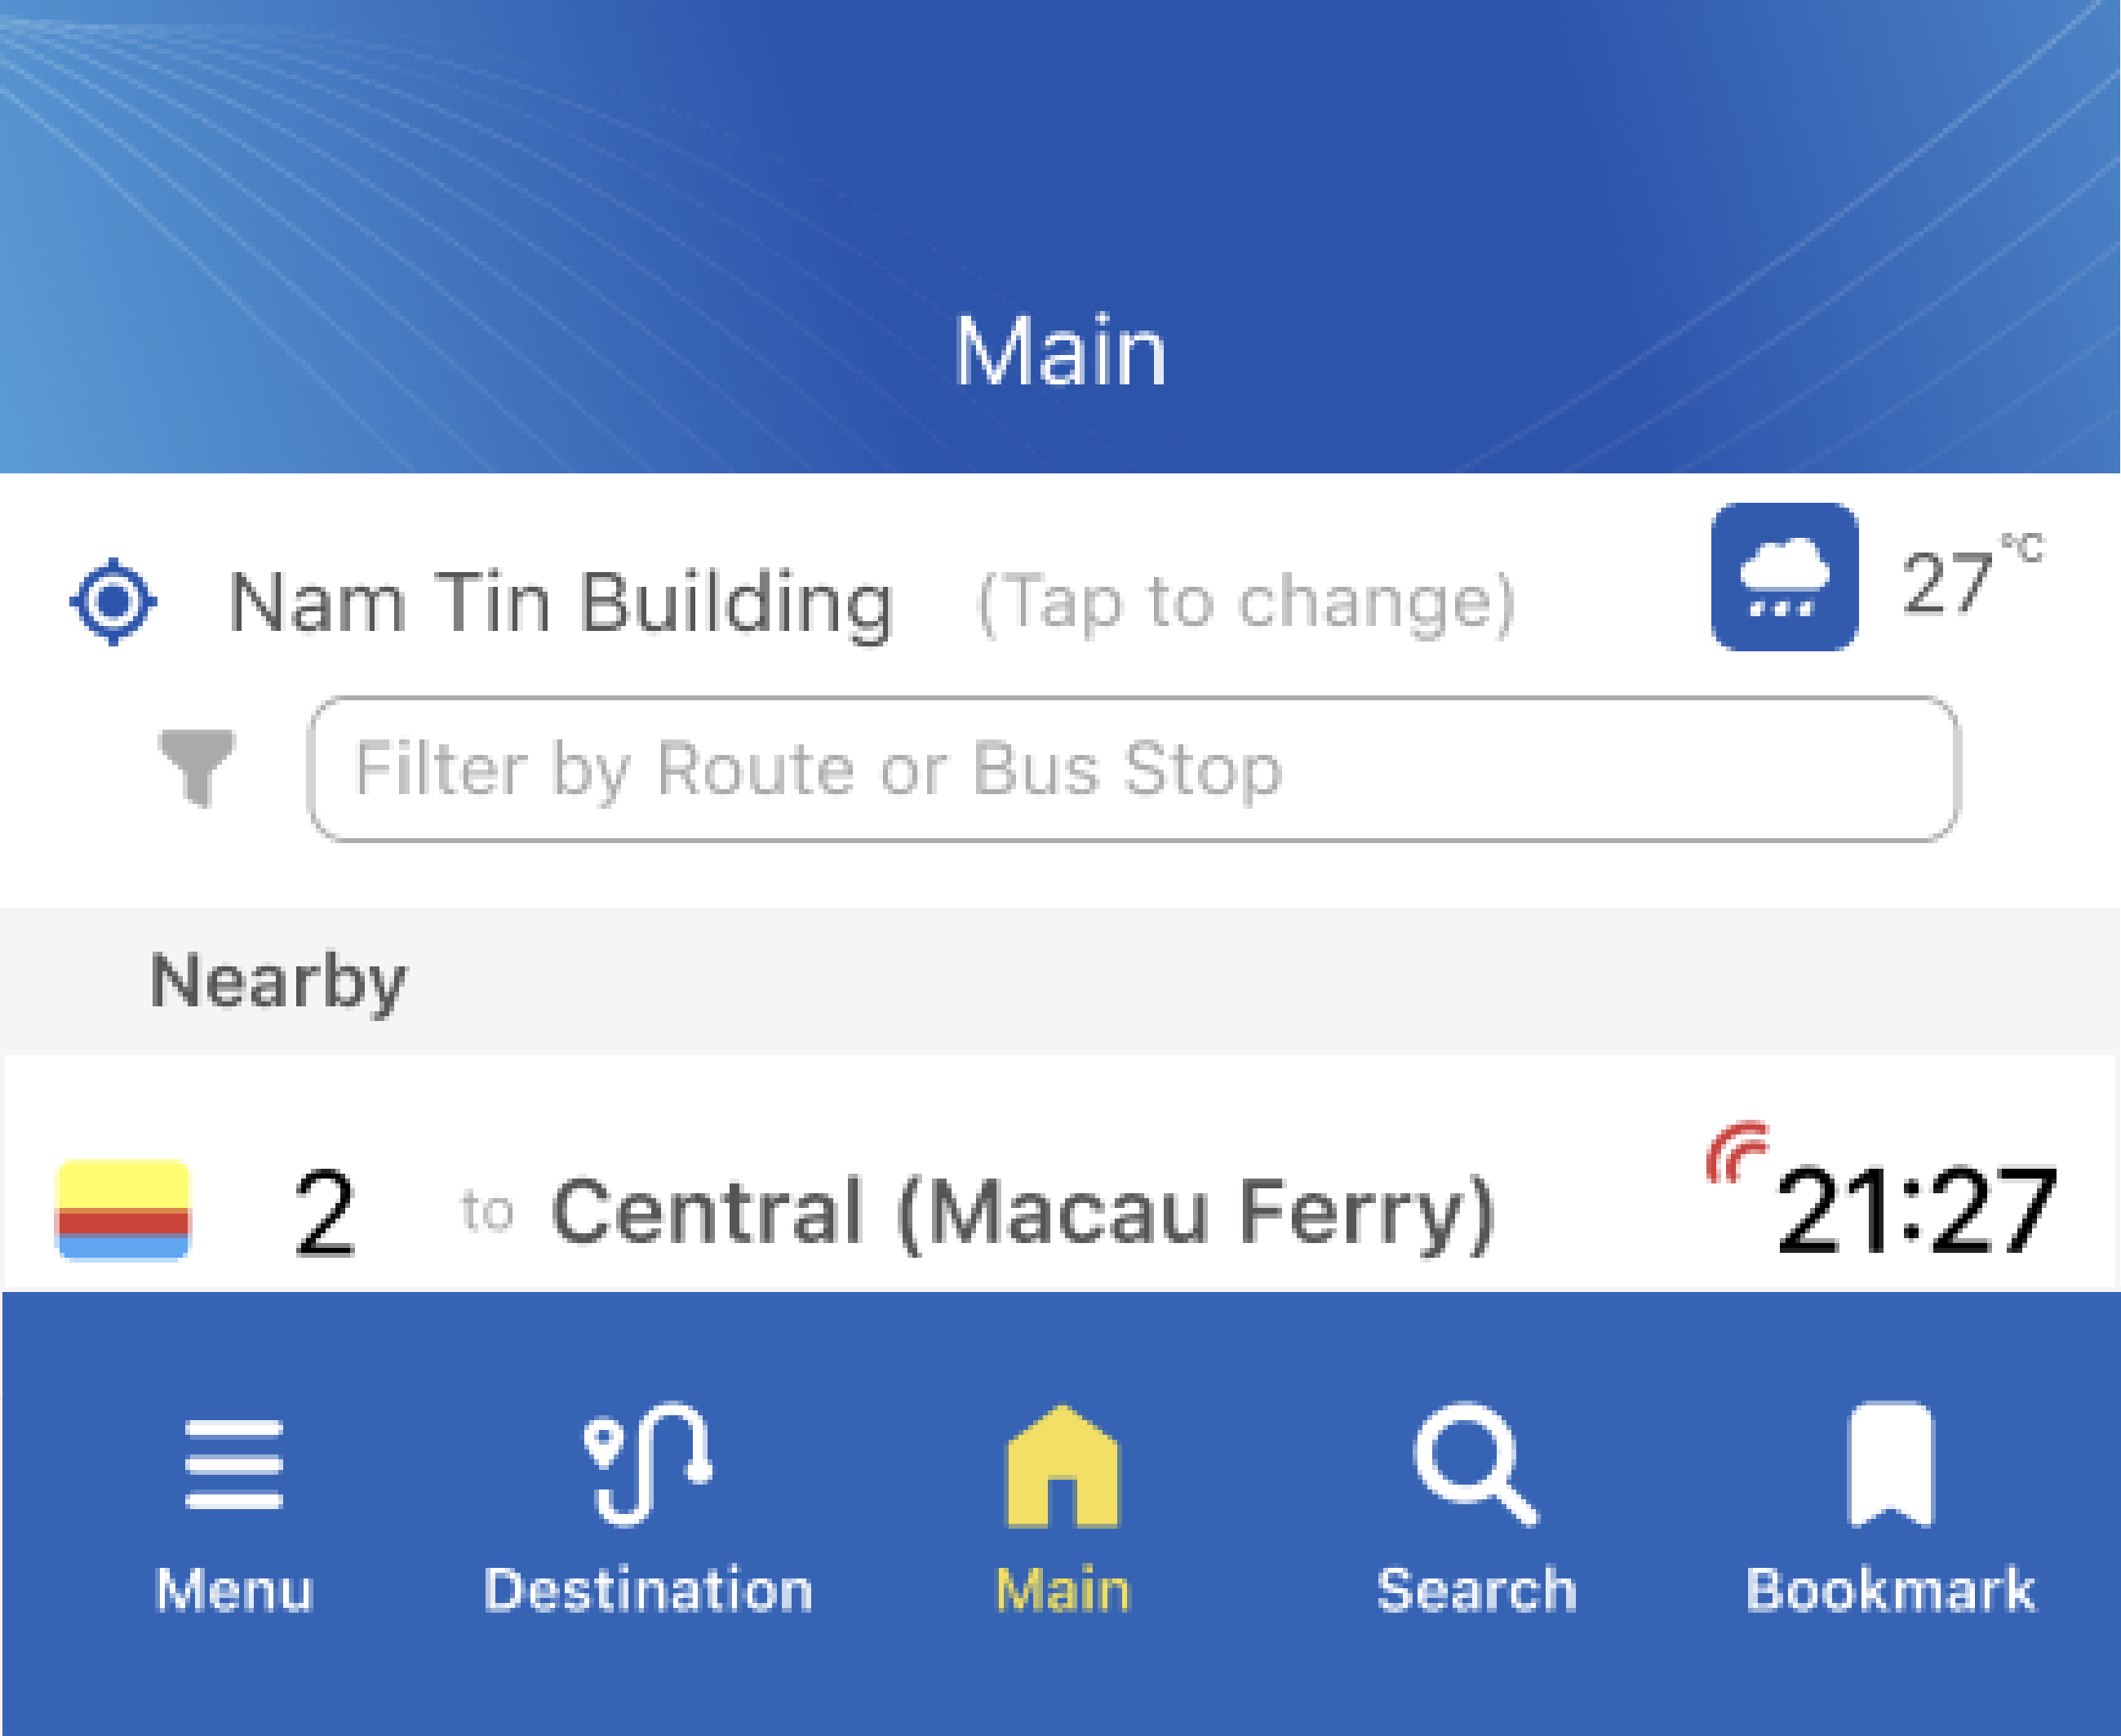 Main
Nam Tin Building (Tap to change) 27°C
Filter by Route or Bus Stop
Nearby
2 to Central (Macau Ferry) 21:27
Menu Destination Main Search Bookmark